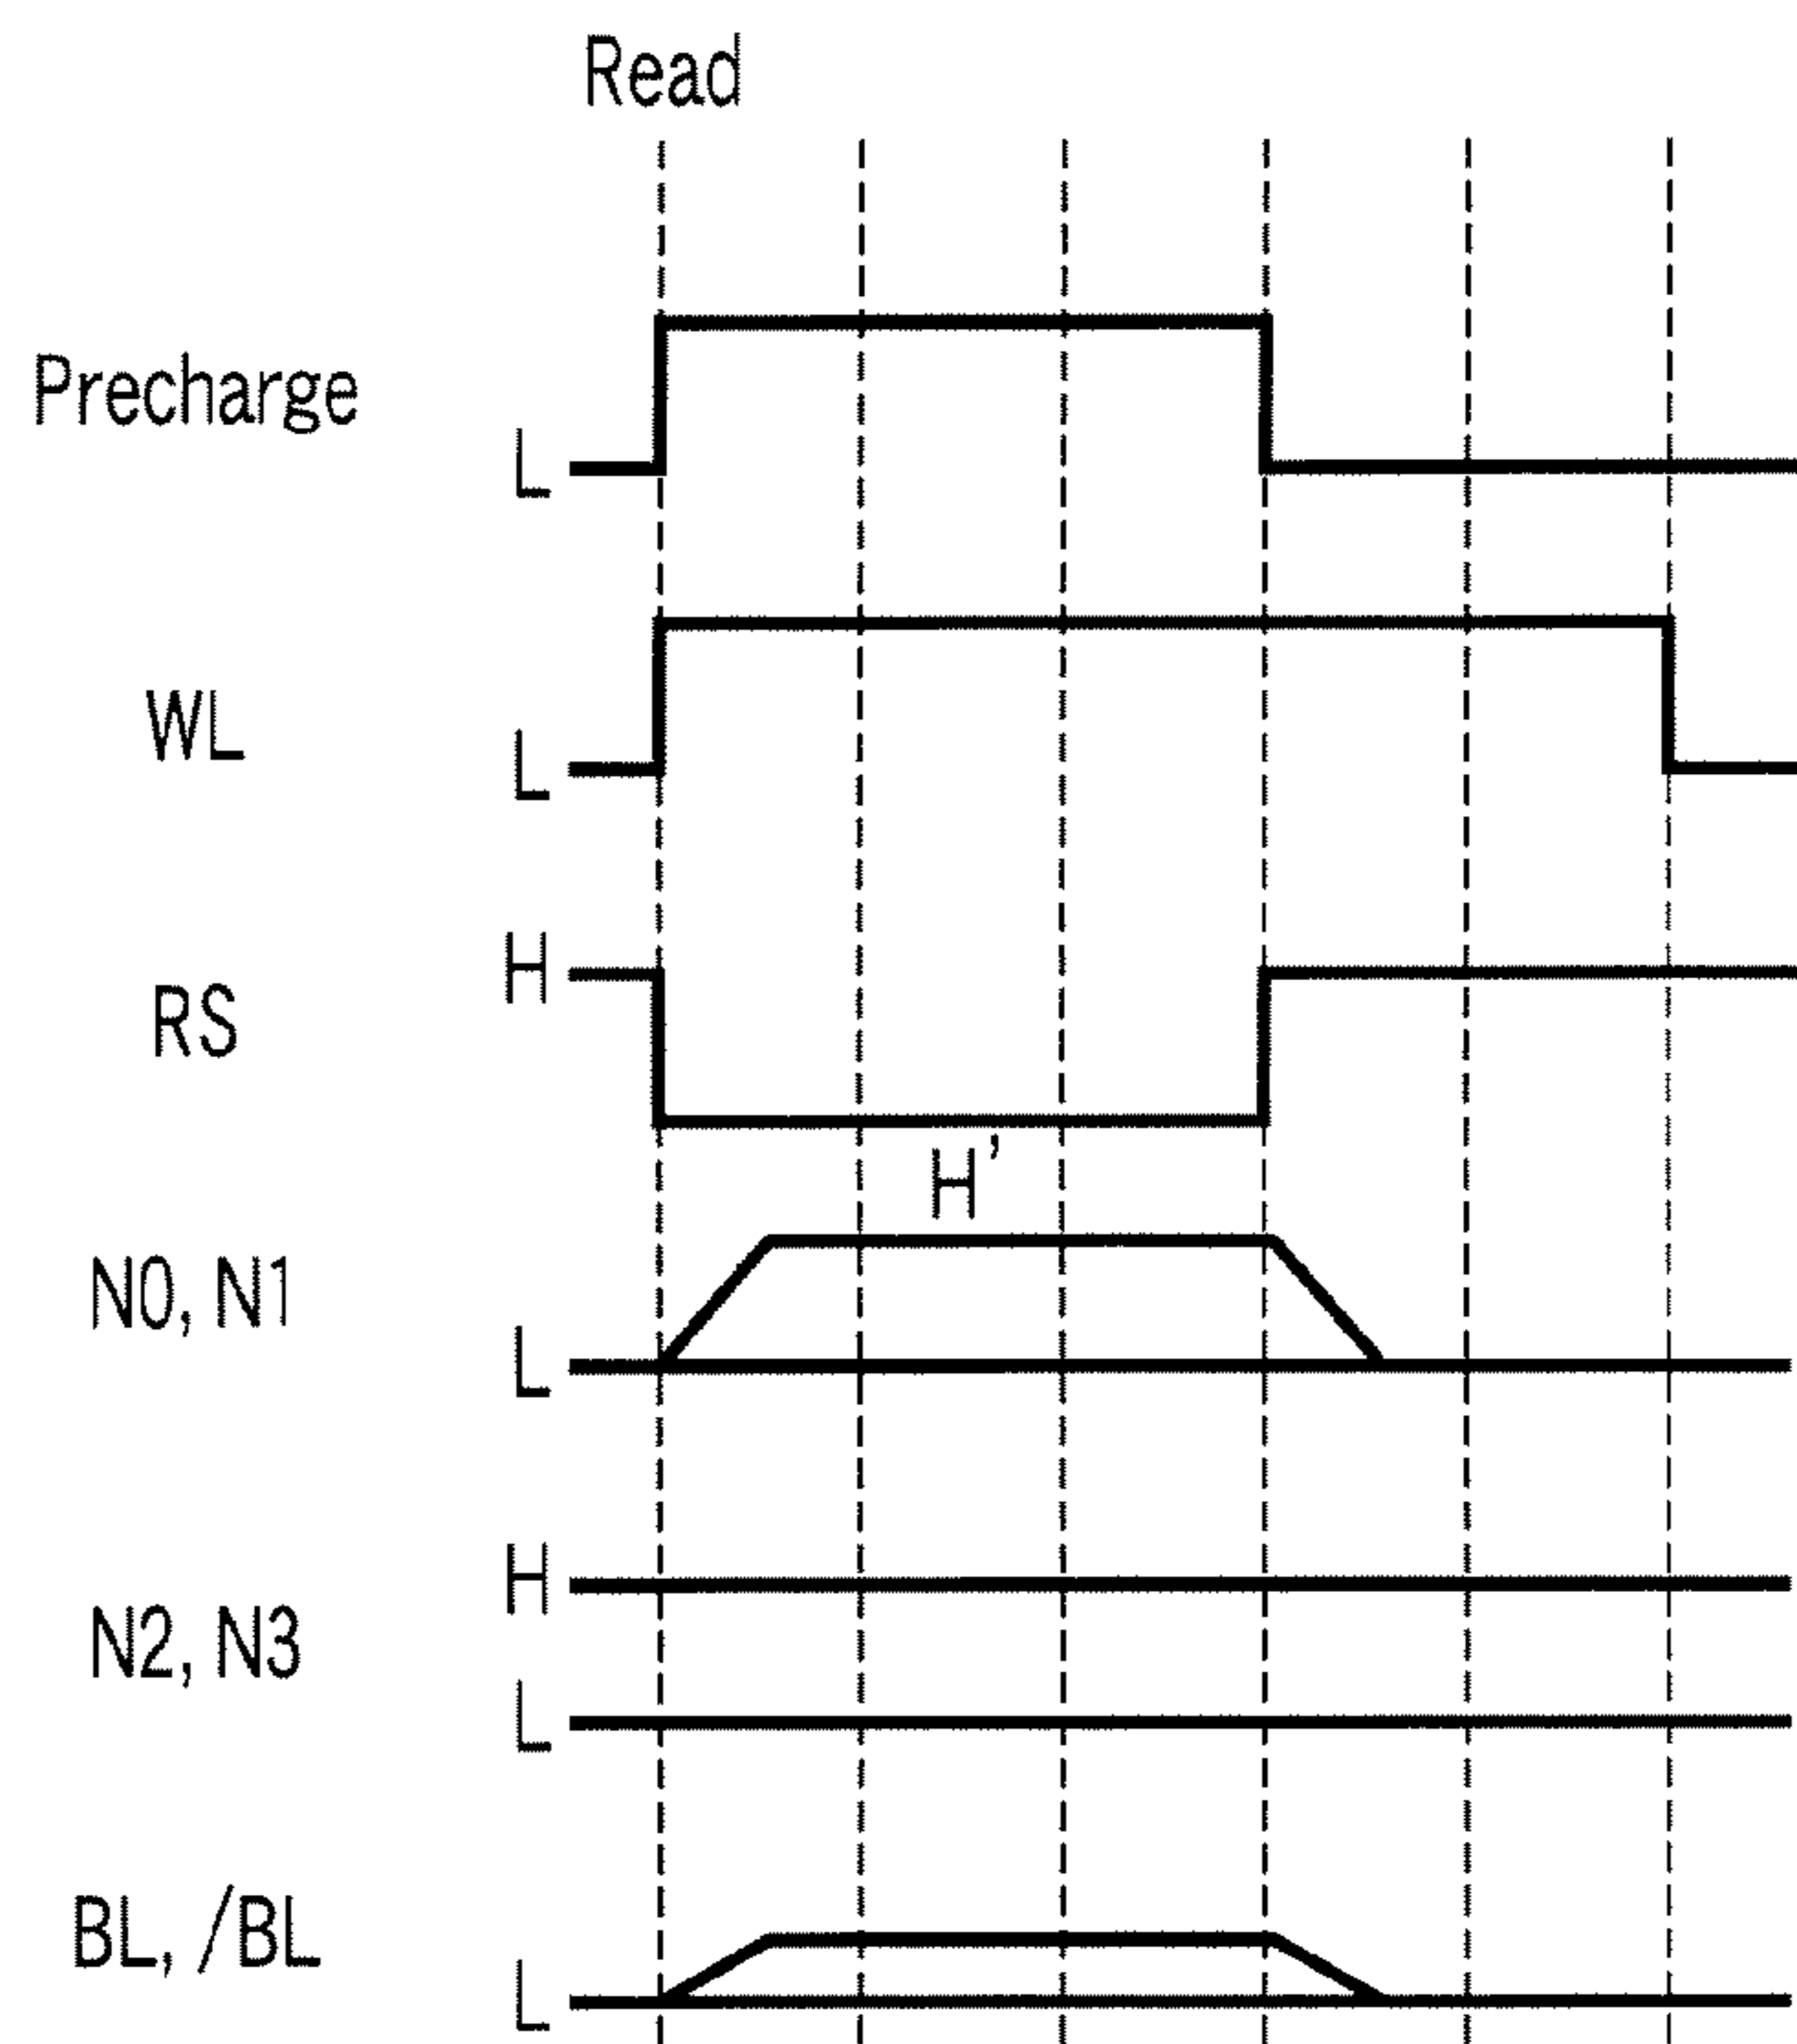 Read
Precharge
L
WL
L
H
RS
H'
N0, N1
L
H
N2, N3
L
BL, /BL
L